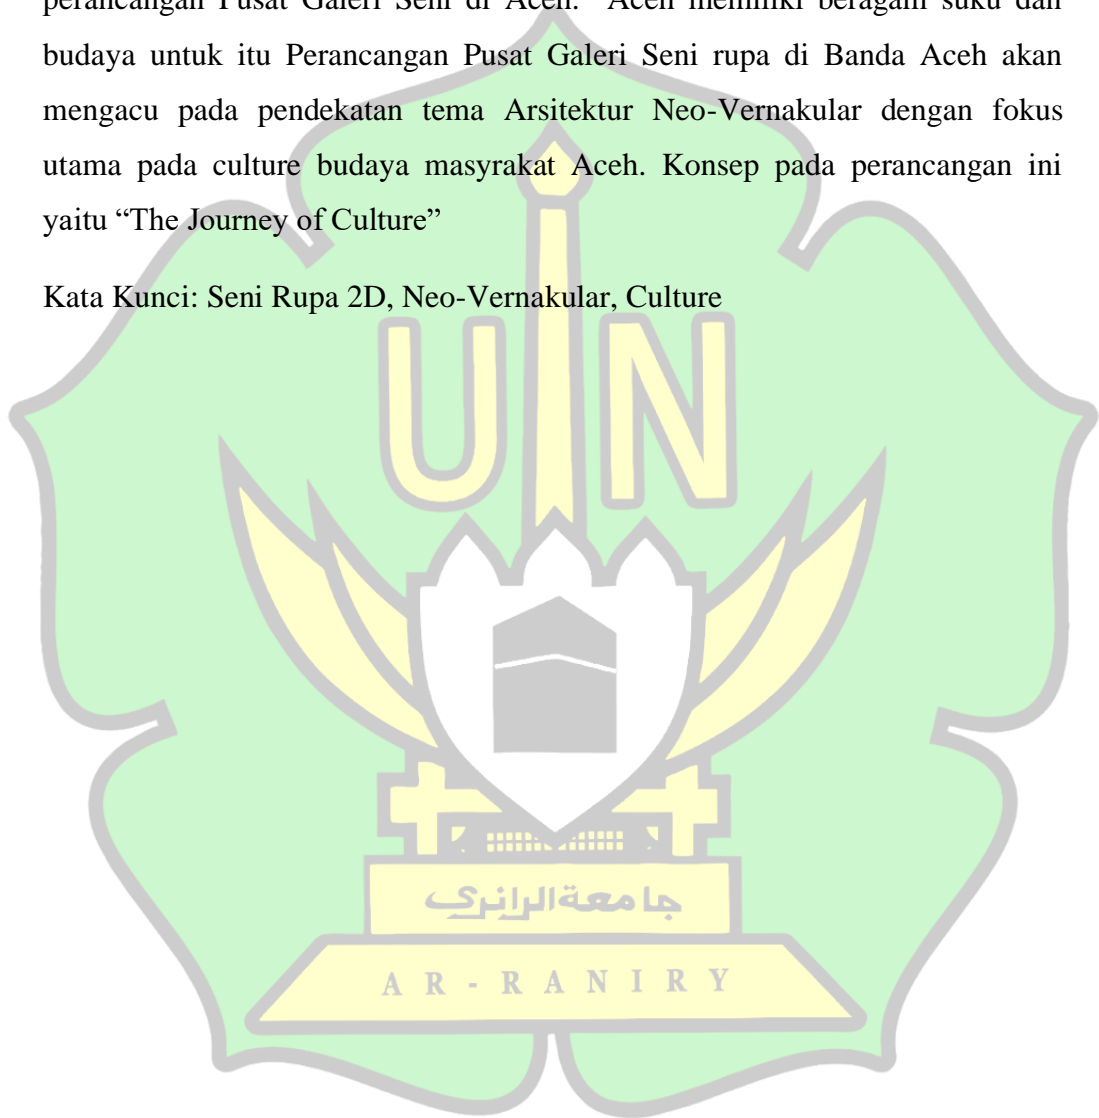 perancangan Pusat Galeri Seni di Aceh. Aceh memiliki beragam suku dan
budaya untuk itu Perancangan Pusat Galeri Seni rupa di Banda Aceh akan
mengacu pada pendekatan tema Arsitektur Neo-Vernakular dengan fokus
utama pada culture budaya masyrakat Aceh. Konsep pada perancangan ini
yaitu “The Journey of Culture”
Kata Kunci: Seni Rupa 2D, Neo-Vernakular, Culture
UIN
جامعة الرانري
AR-RANIRY